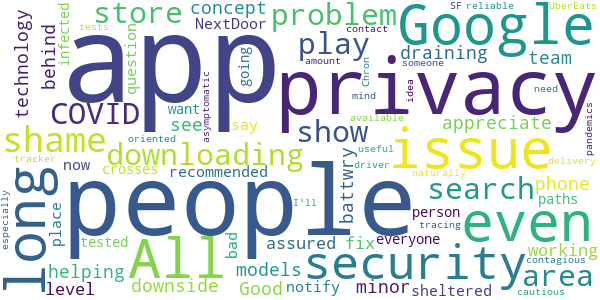 technology
behind
infected
store
concept
NextDoor
question
going
problem
play
contact
amount
Chron
someone
Google
draining
team
SF
reliable
UberEats
tests
app
privacy
idea
want
need
COVID
asymptomatic
show
mind
pandemics
appreciate
shame
see
say
available
downloading
issue
oriented
useful
delivery
tracker
now
crosses
recommended
battwry
driver
naturally
search
phone
long
people
I'll
person
tracing
paths
even
especially
place
tested
All
bad
assured
fix
everyone
security
working
contagious
helping
downside
models
notify
minor
area
level
Good
sheltered
cautious